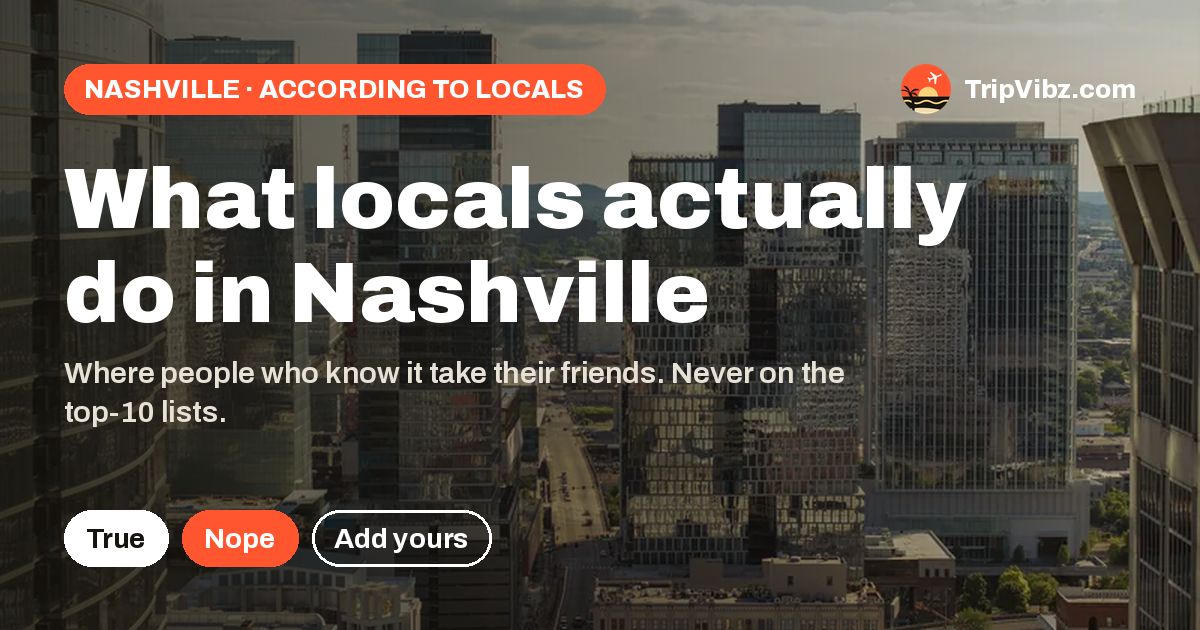 NASHVILLE · ACCORDING TO LOCALS
TripVibz.com
What locals actually
do in Nashville
Where people who know it take their friends. Never on the
top-10 lists.
True
Nope
Add yours